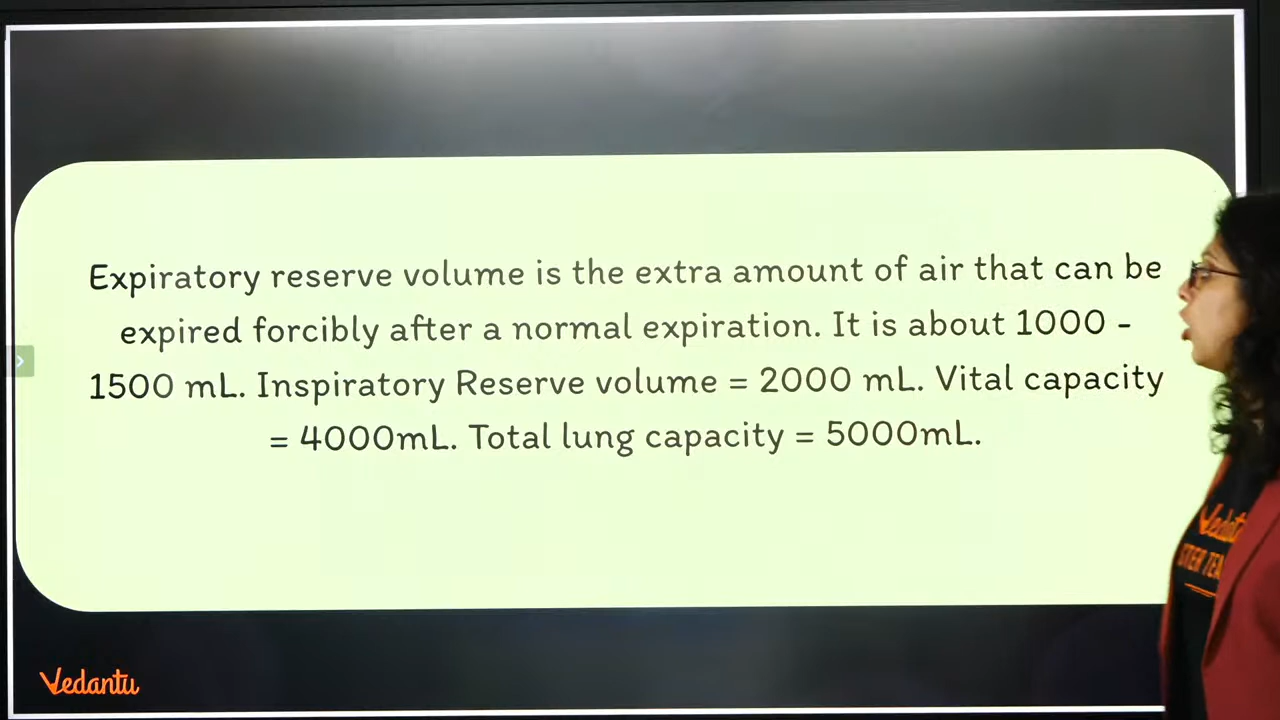 Expiratory reserve volume is the extra amount of air that can be
expired forcibly after a normal expiration. It is about 1000 -
1500 mL. Inspiratory Reserve volume = 2000 mL. Vital capacity
= 4000mL. Total lung capacity = 5000mL.
Vedantu